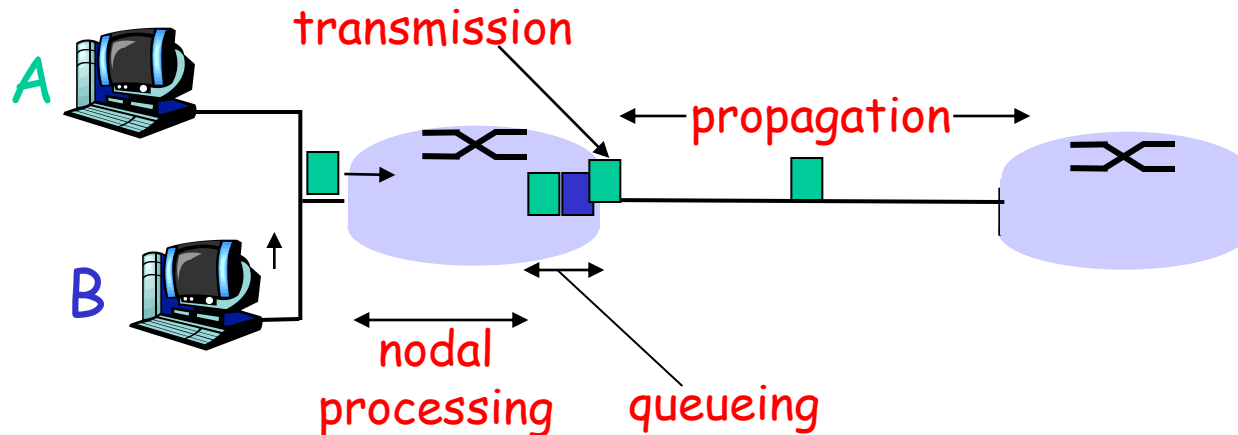 transmission
A
propagation
B
nodal
processing
queueing